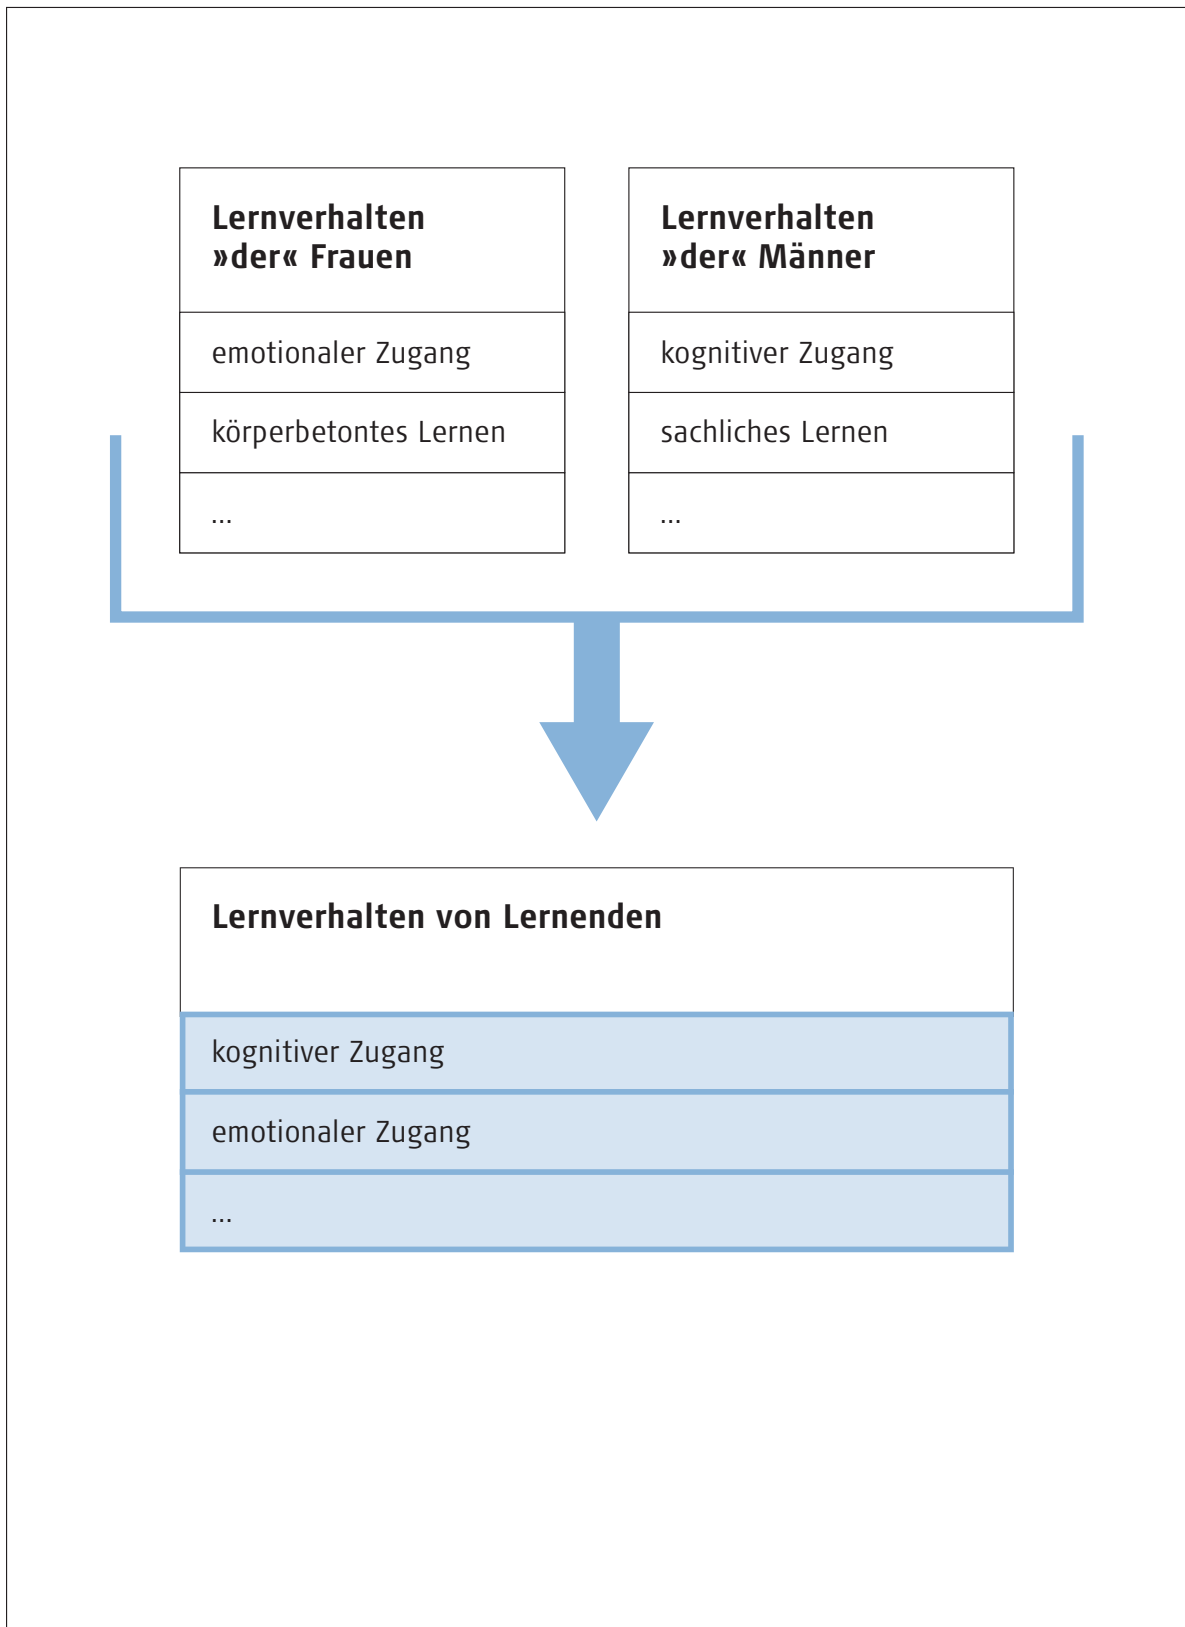 Lernverhalten
»der« Frauen
emotionaler Zugang
körperbetontes Lernen
...
Lernverhalten
»der« Männer
kognitiver Zugang
sachliches Lernen
...
Lernverhalten von Lernenden
kognitiver Zugang
emotionaler Zugang
...